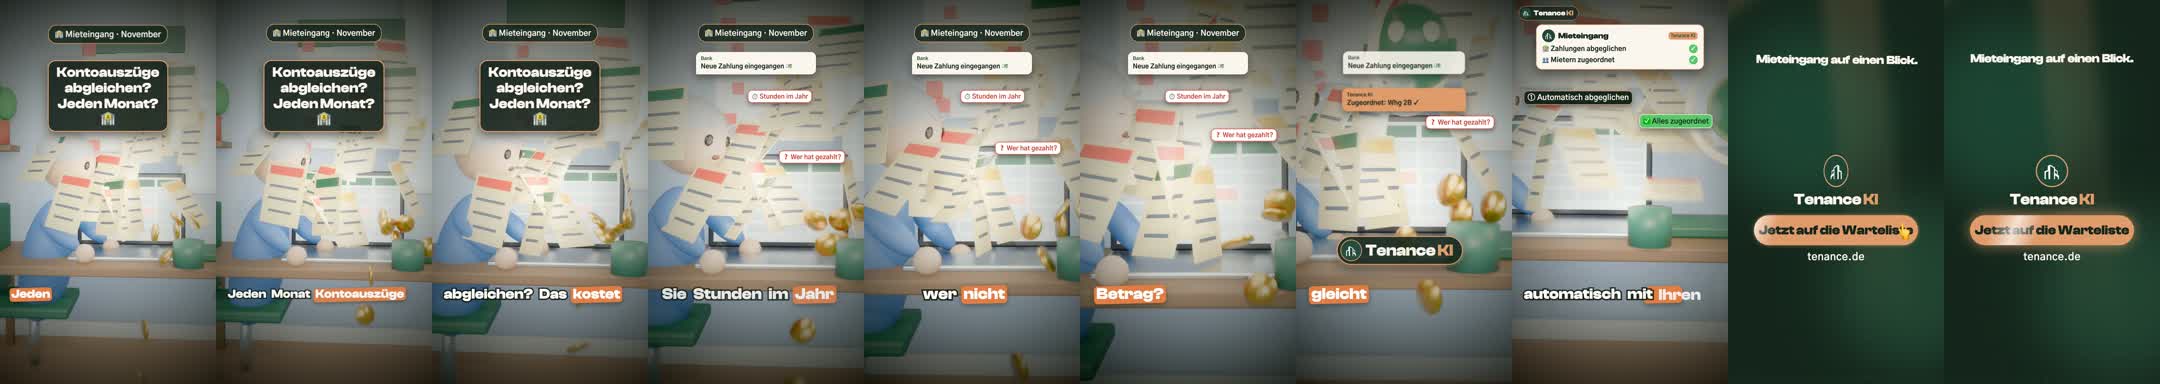 Mieteingang · November
Kontoauszüge
abgleichen?
Jeden Monat?
Jeden
Mieteingang · November
Kontoauszüge
abgleichen?
Jeden Monat?
Jeden Monat Kontoauszüge
Mieteingang · November
Kontoauszüge
abgleichen?
Jeden Monat?
abgleichen? Das kostet
Mieteingang · November
Bank
Neue Zahlung eingegangen
Stunden im Jahr
? Wer hat gezahlt?
Sie Stunden im Jahr
Mieteingang · November
Bank
Neue Zahlung eingegangen
Stunden im Jahr
? Wer hat gezahlt?
wer nicht
Mieteingang · November
Bank
Neue Zahlung eingegangen
Stunden im Jahr
? Wer hat gezahlt?
Betrag?
Bank
Neue Zahlung eingegangen
Tenance KI
Zugeordnet: Whg 2B ✓
? Wer hat gezahlt?
Tenance KI
gleicht
Tenance KI
Mieteingang
Tenance KI
Zahlungen abgeglichen
Mietern zugeordnet
Automatisch abgeglichen
Alles zugeordnet
automatisch mit Ihren
Mieteingang auf einen Blick.
Tenance KI
Jetzt auf die Warteliste
tenance.de
Mieteingang auf einen Blick.
Tenance KI
Jetzt auf die Warteliste
tenance.de